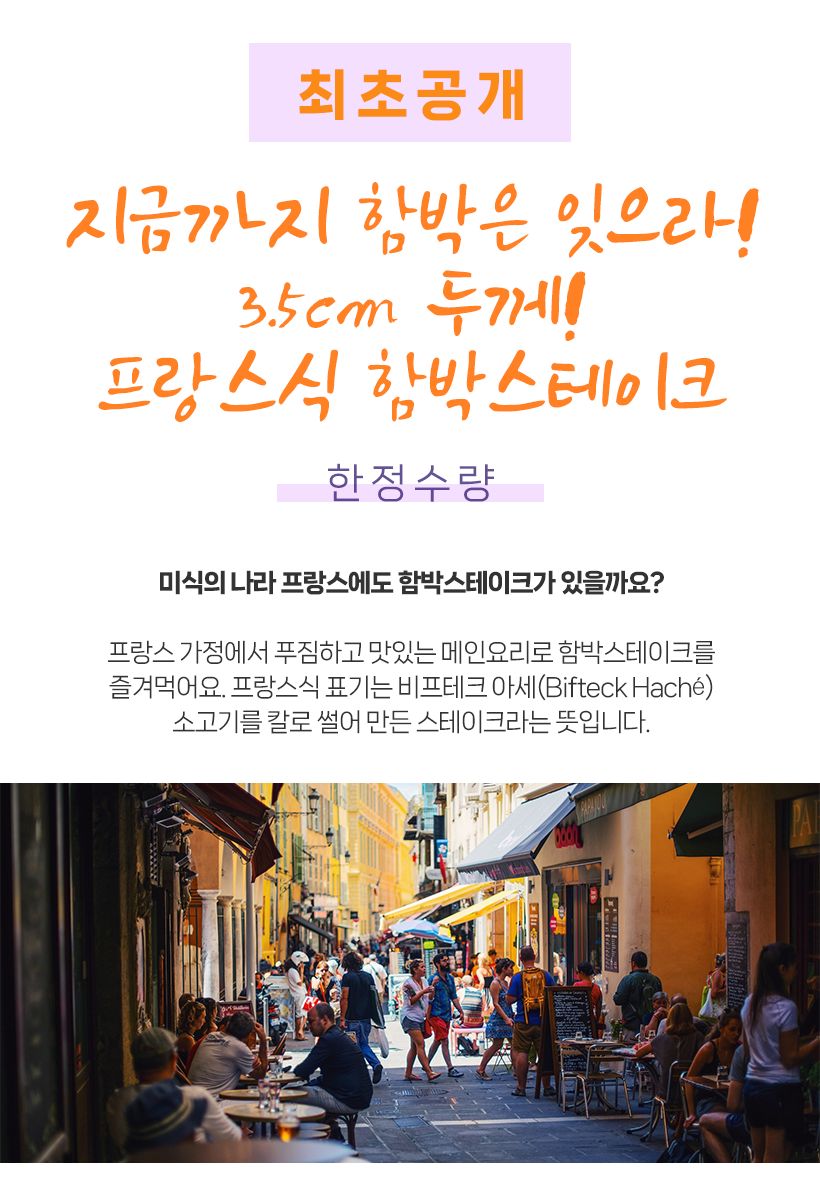 최초공개
지금까지 함박은 잊으라!
3.5cm 두께!
프랑스식 함박스테이크
한정수량
미식의 나라 프랑스에도 함박스테이크가 있을까요?
프랑스 가정에서 푸짐하고 맛있는 메인요리로 함박스테이크를
즐겨먹어요. 프랑스식 표기는 비프테크 아세(Bifteck Haché)
소고기를 칼로 썰어 만든 스테이크라는 뜻입니다.